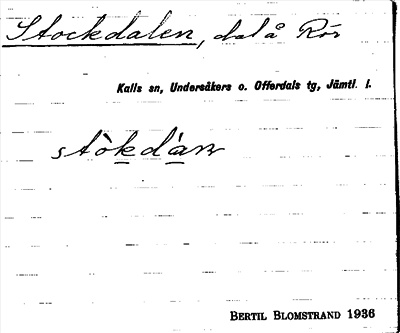 Stockdalen, dal å Rör
Kalls sn, Undersåkers o. Offerdals tg, Jämtl. l.
stòkdàn
BERTIL BLOMSTRAND 1936